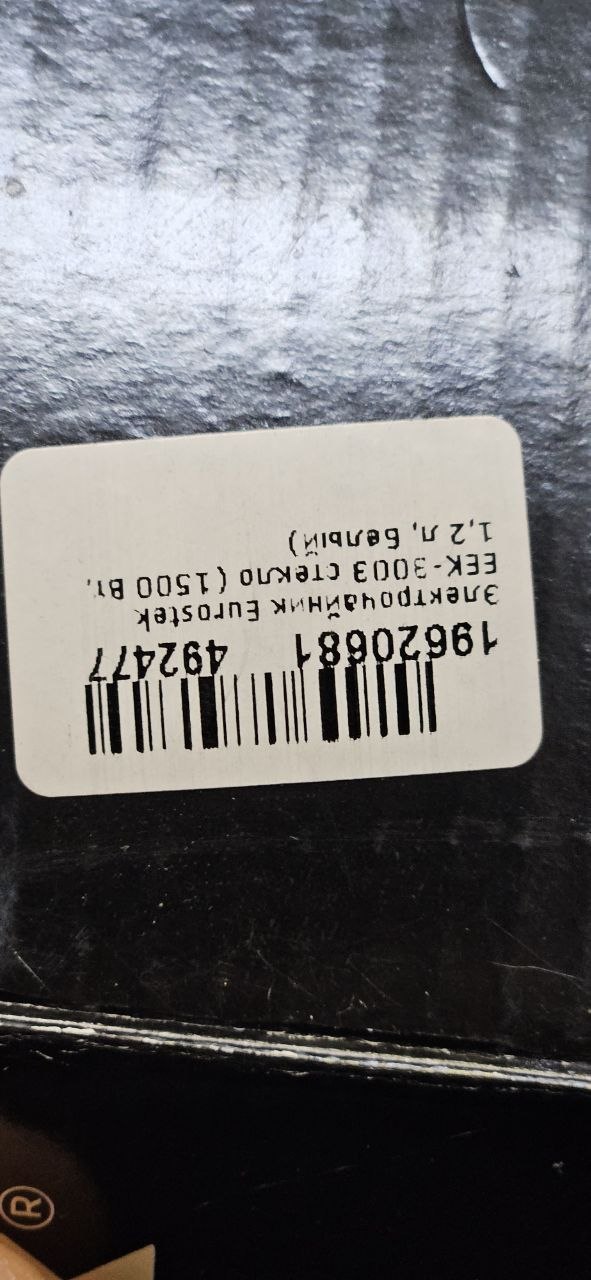 19620681 492477
Электрочайник Eurostek
EEK-3003 стекло (1500 Вт,
1,2 л, белый)
®